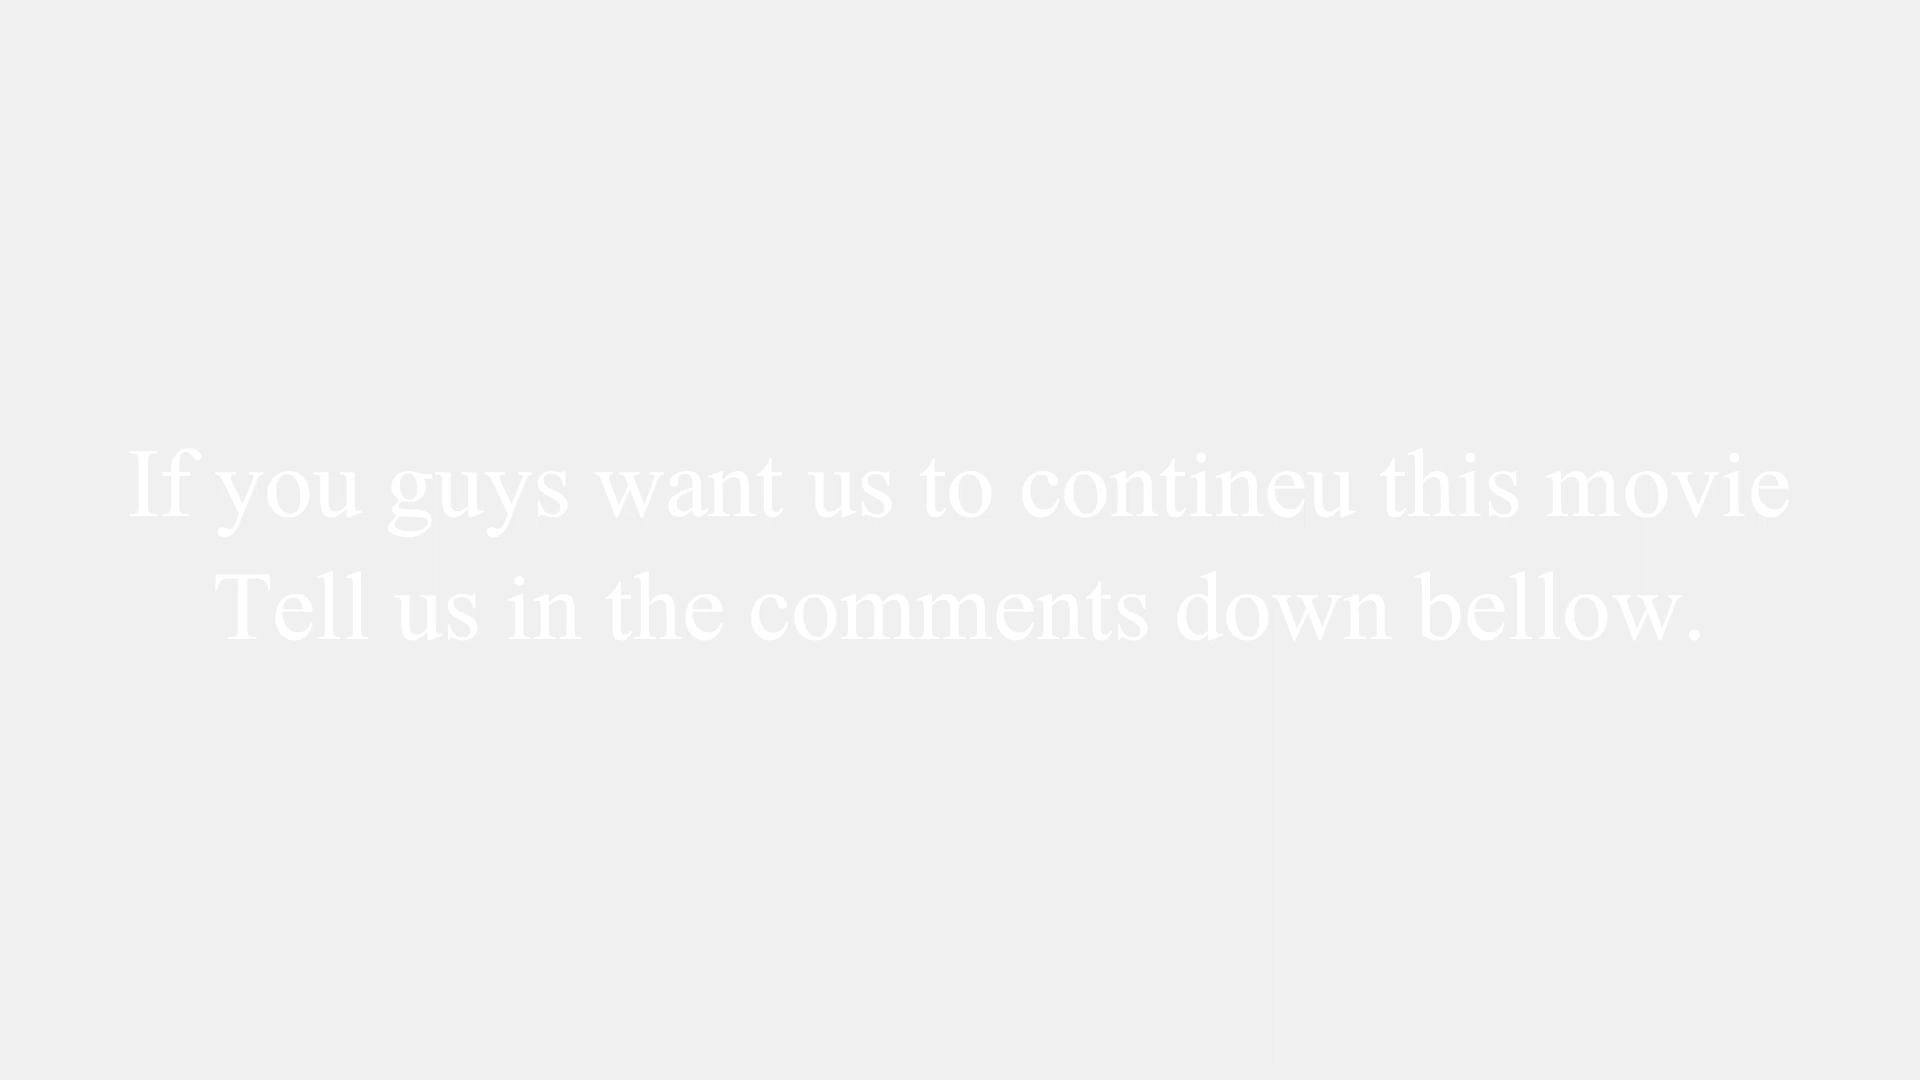 If you guys want us to contineu this movie
Tell us in the comments down bellow.